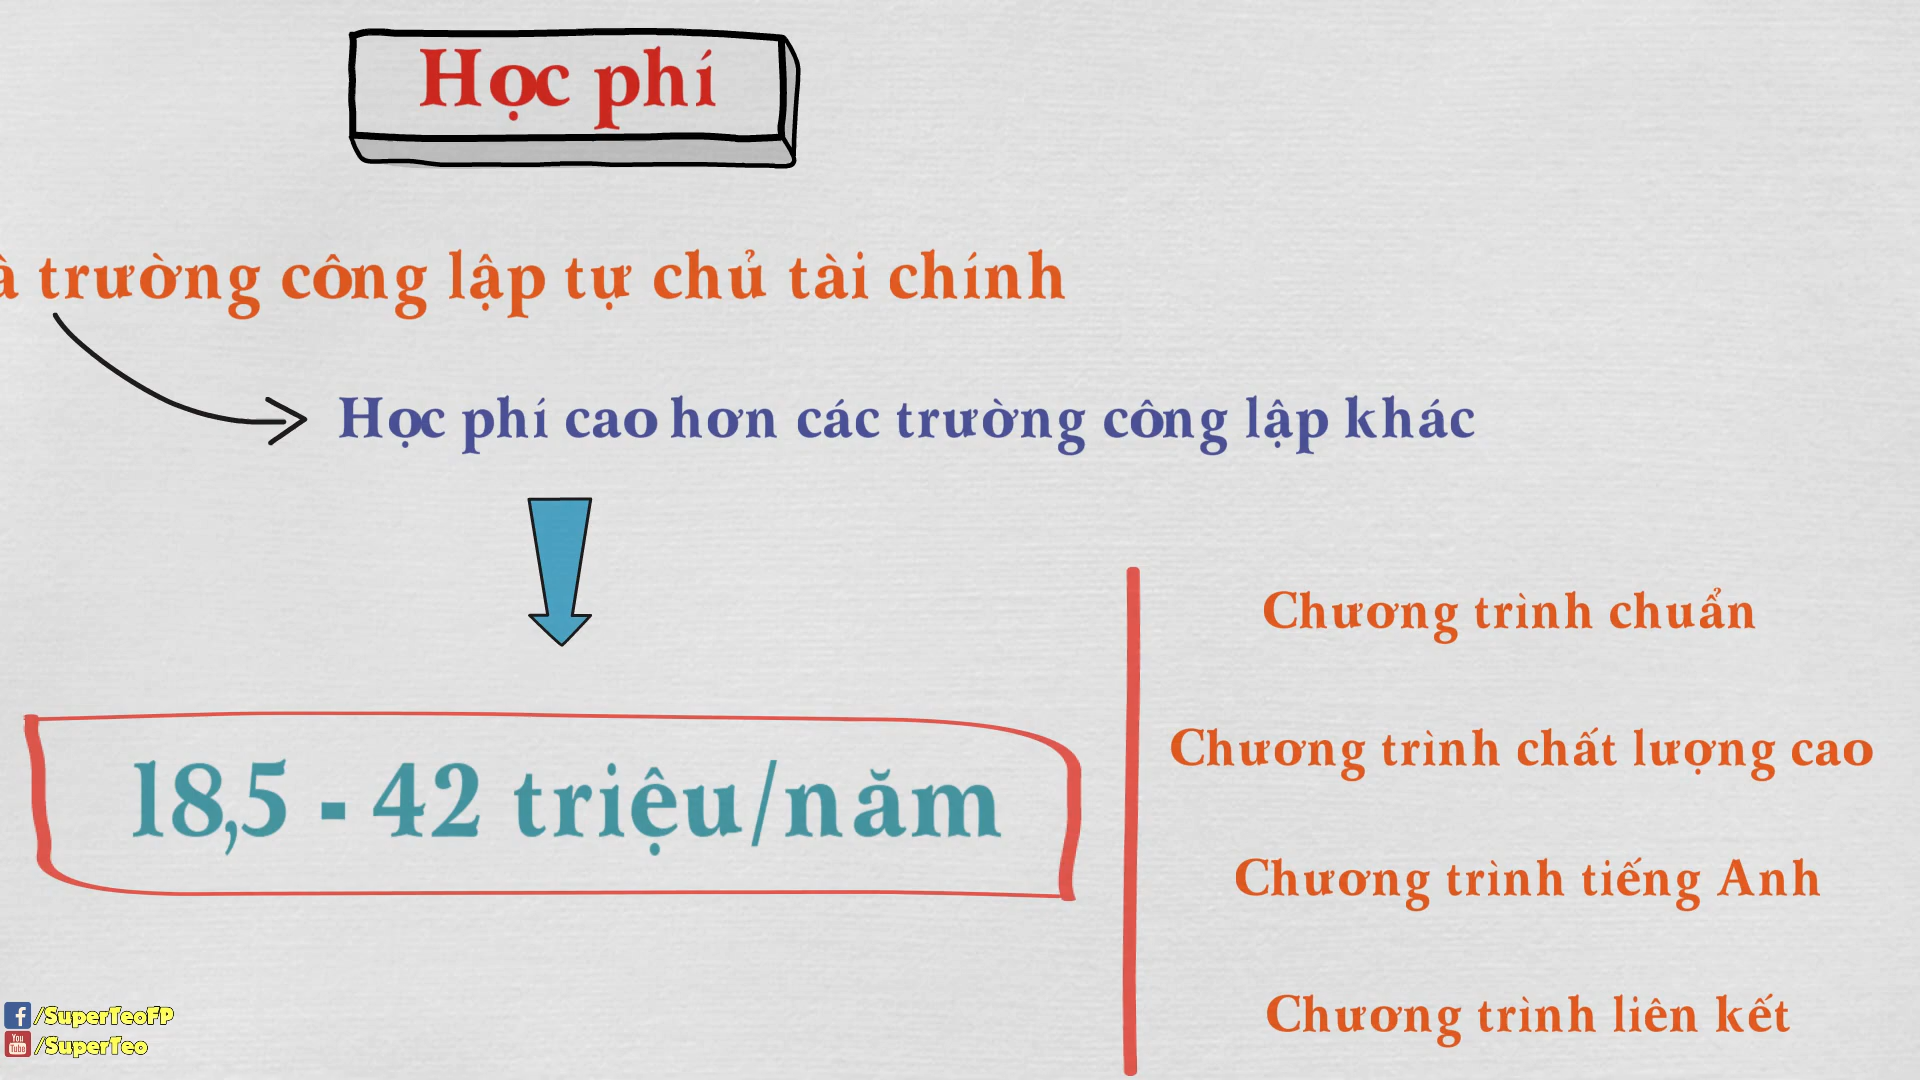 Học phí
à trường công lập tự chủ tài chính
Học phí cao hơn các trường công lập khác
18,5 - 42 triệu/năm
Chương trình chuẩn
Chương trình chất lượng cao
Chương trình tiếng Anh
Chương trình liên kết
f /SuperTeoFP
You Tube /SuperTeo